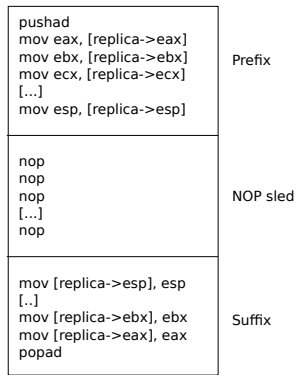 pushad
mov eax, [replica->eax]
mov ebx, [replica->ebx]
mov ecx, [replica->ecx]
[...]
mov esp, [replica->esp]
Prefix
nop
nop
nop
[...]
nop
NOP sled
mov [replica->esp], esp
[..]
mov [replica->ebx], ebx
mov [replica->eax], eax
popad
Suffix